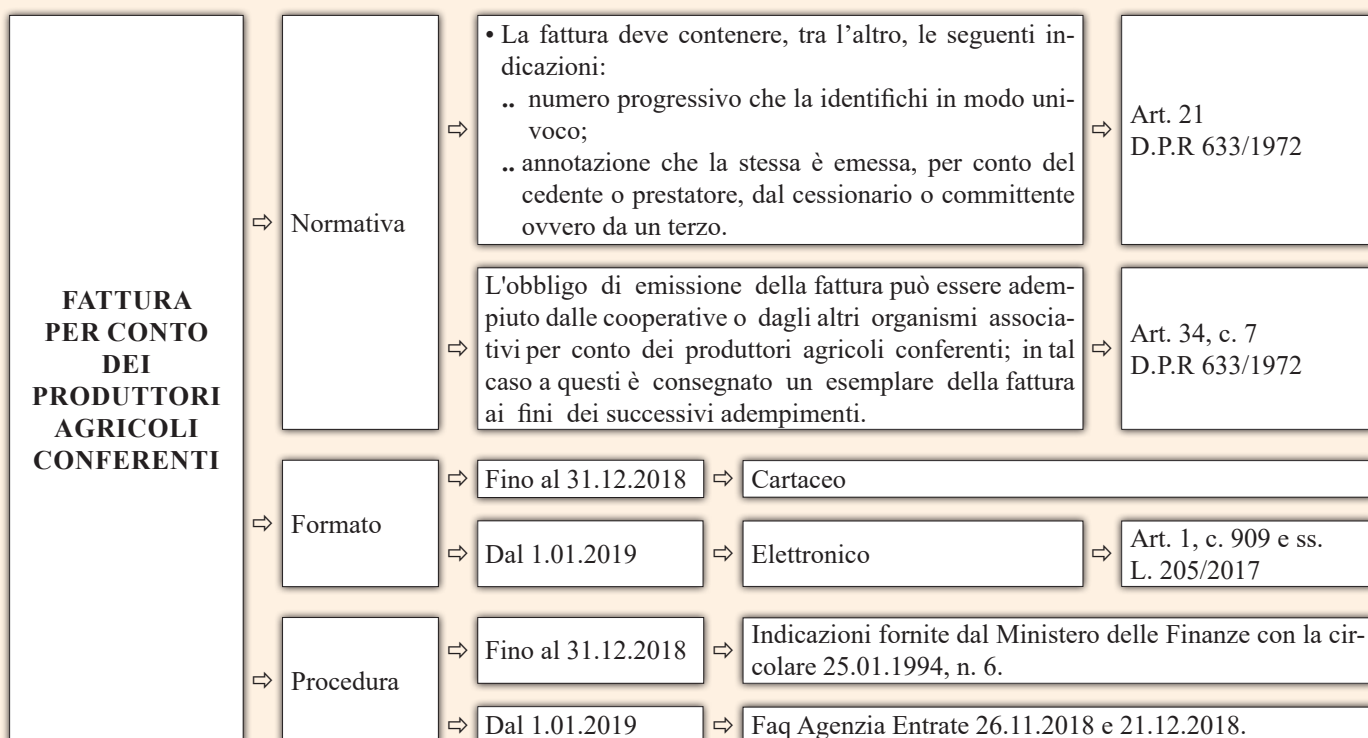 FATTURA
PER CONTO
DEI
PRODUTTORI
AGRICOLI
CONFERENTI
Normativa
• La fattura deve contenere, tra l'altro, le seguenti in-
dicazioni:
.. numero progressivo che la identifichi in modo uni-
voco;
.. annotazione che la stessa è emessa, per conto del
cedente o prestatore, dal cessionario o committente
ovvero da un terzo.
Art. 21
D.P.R 633/1972
L'obbligo di emissione della fattura può essere adem-
piuto dalle cooperative o dagli altri organismi associa-
tivi per conto dei produttori agricoli conferenti; in tal
caso a questi è consegnato un esemplare della fattura
ai fini dei successivi adempimenti.
Art. 34, c. 7
D.P.R 633/1972
Formato
Fino al 31.12.2018
Cartaceo
Dal 1.01.2019
Elettronico
Art. 1, c. 909 e ss.
L. 205/2017
Procedura
Fino al 31.12.2018
Indicazioni fornite dal Ministero delle Finanze con la cir-
colare 25.01.1994, n. 6.
Dal 1.01.2019
Faq Agenzia Entrate 26.11.2018 e 21.12.2018.